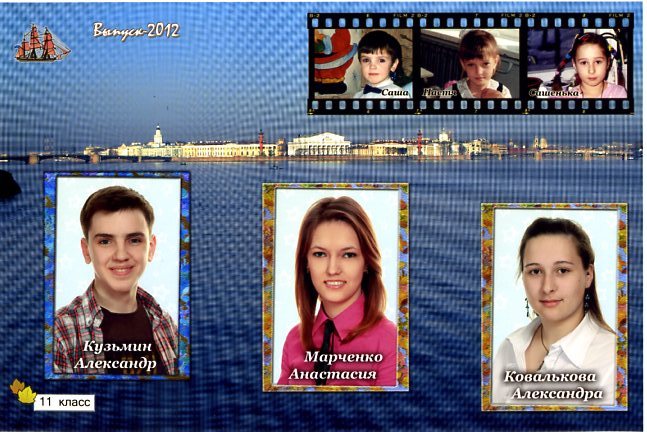 Выпуск-2012
В-2 FILM 2 В-2 FILM 2 В-2 FILM 2
Саша Настя Сашенька
Кузьмин
Александр
Марченко
Анастасия
Ковалькова
Александра
11 класс